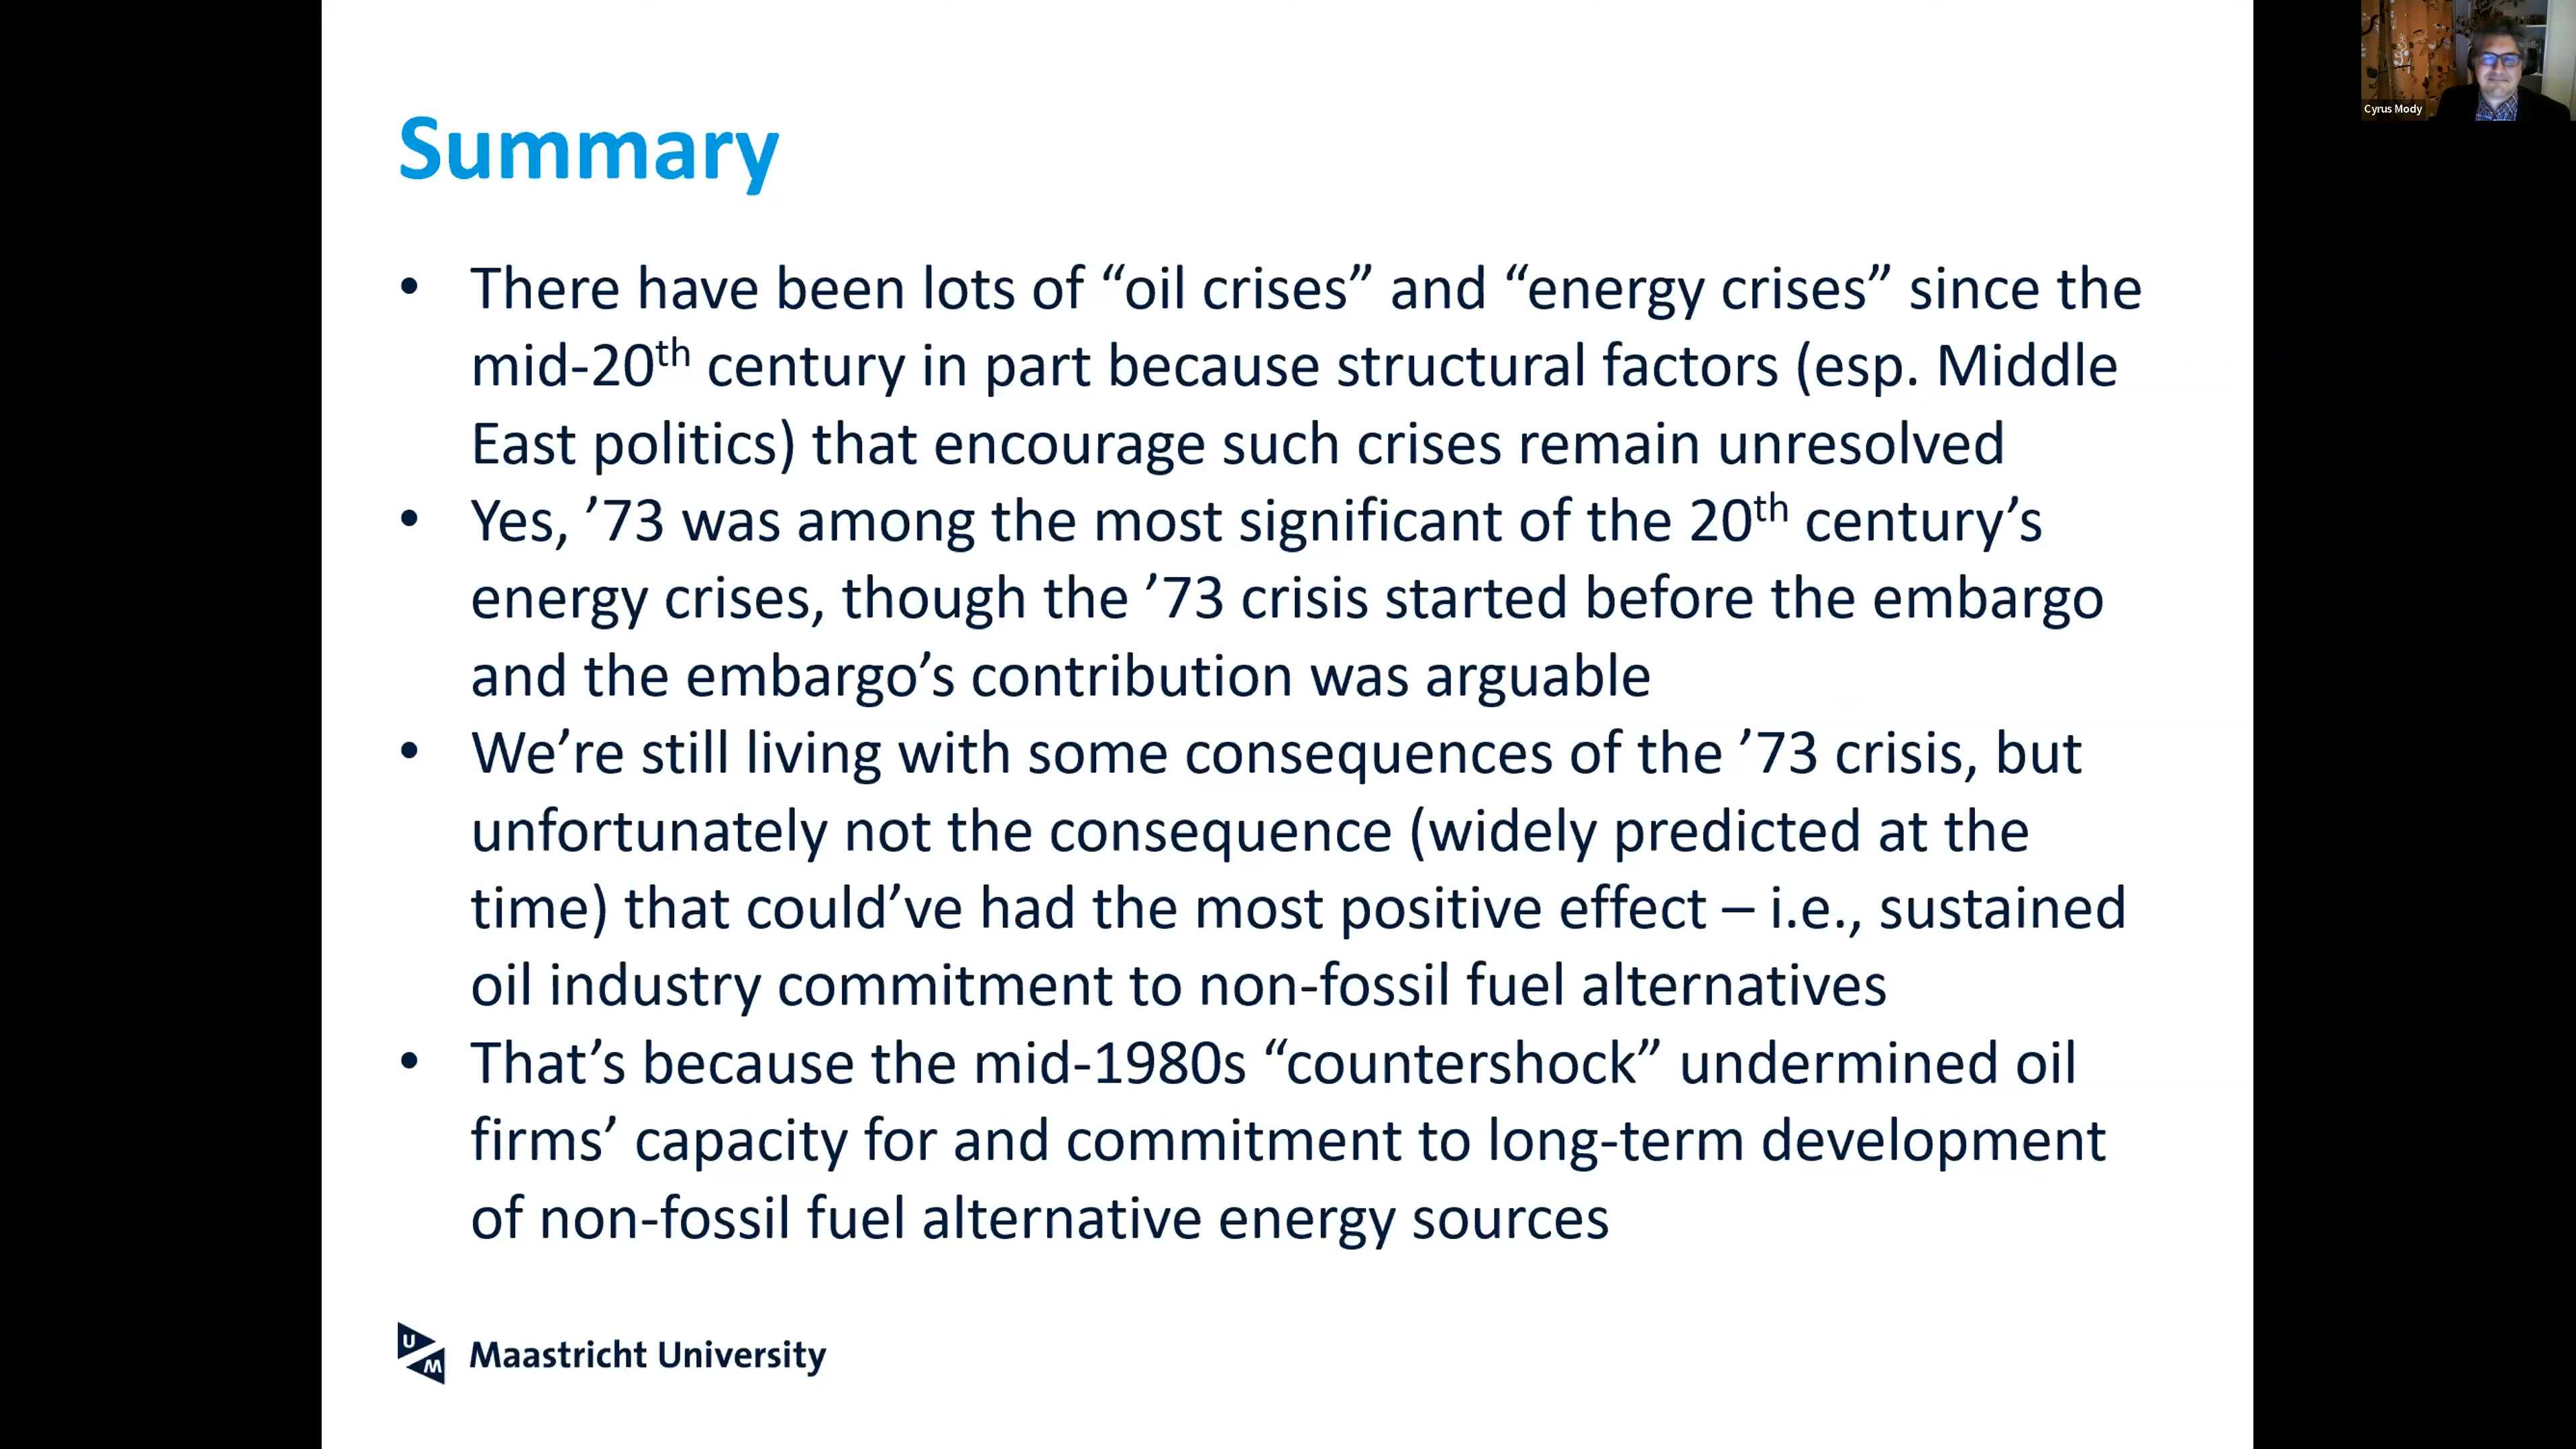 Cyrus Mody
Summary
• There have been lots of “oil crises” and “energy crises” since the
mid-20th century in part because structural factors (esp. Middle
East politics) that encourage such crises remain unresolved
• Yes, ’73 was among the most significant of the 20th century’s
energy crises, though the ’73 crisis started before the embargo
and the embargo’s contribution was arguable
• We’re still living with some consequences of the ’73 crisis, but
unfortunately not the consequence (widely predicted at the
time) that could’ve had the most positive effect – i.e., sustained
oil industry commitment to non-fossil fuel alternatives
• That’s because the mid-1980s “countershock” undermined oil
firms’ capacity for and commitment to long-term development
of non-fossil fuel alternative energy sources
UM Maastricht University